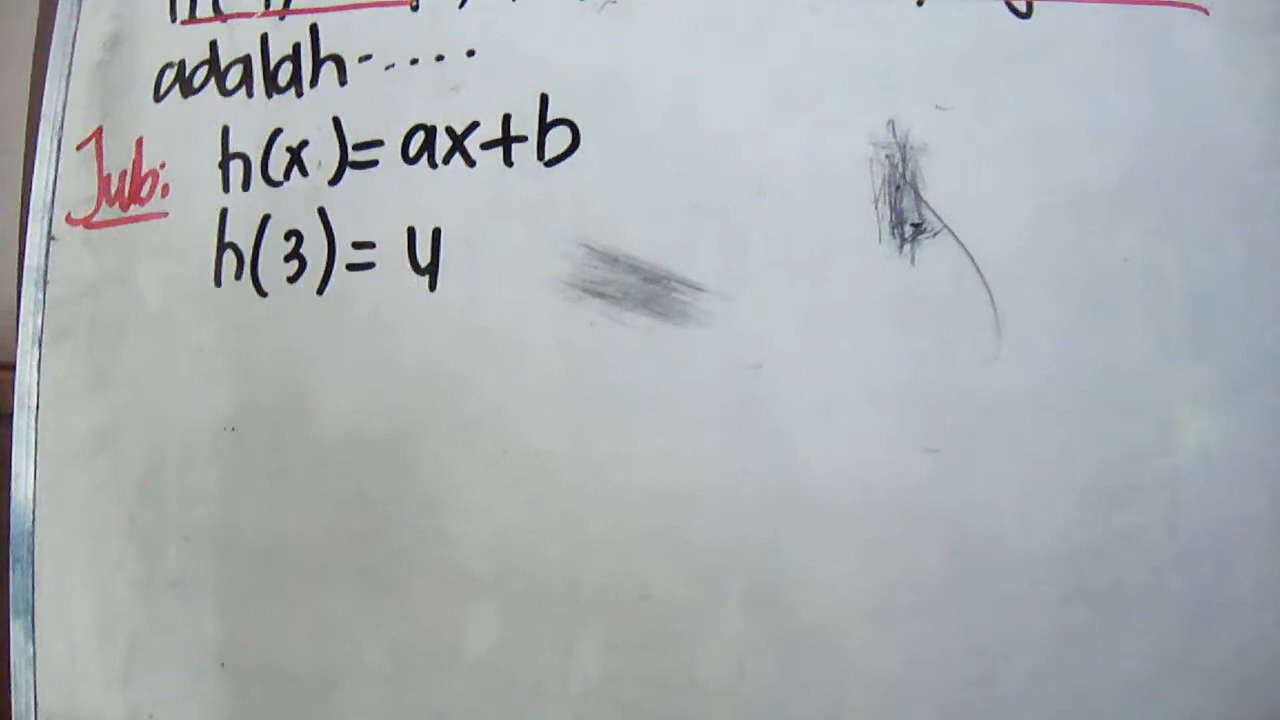 adalah-....
Jwb: h(x)=ax+b
h(3)= 4